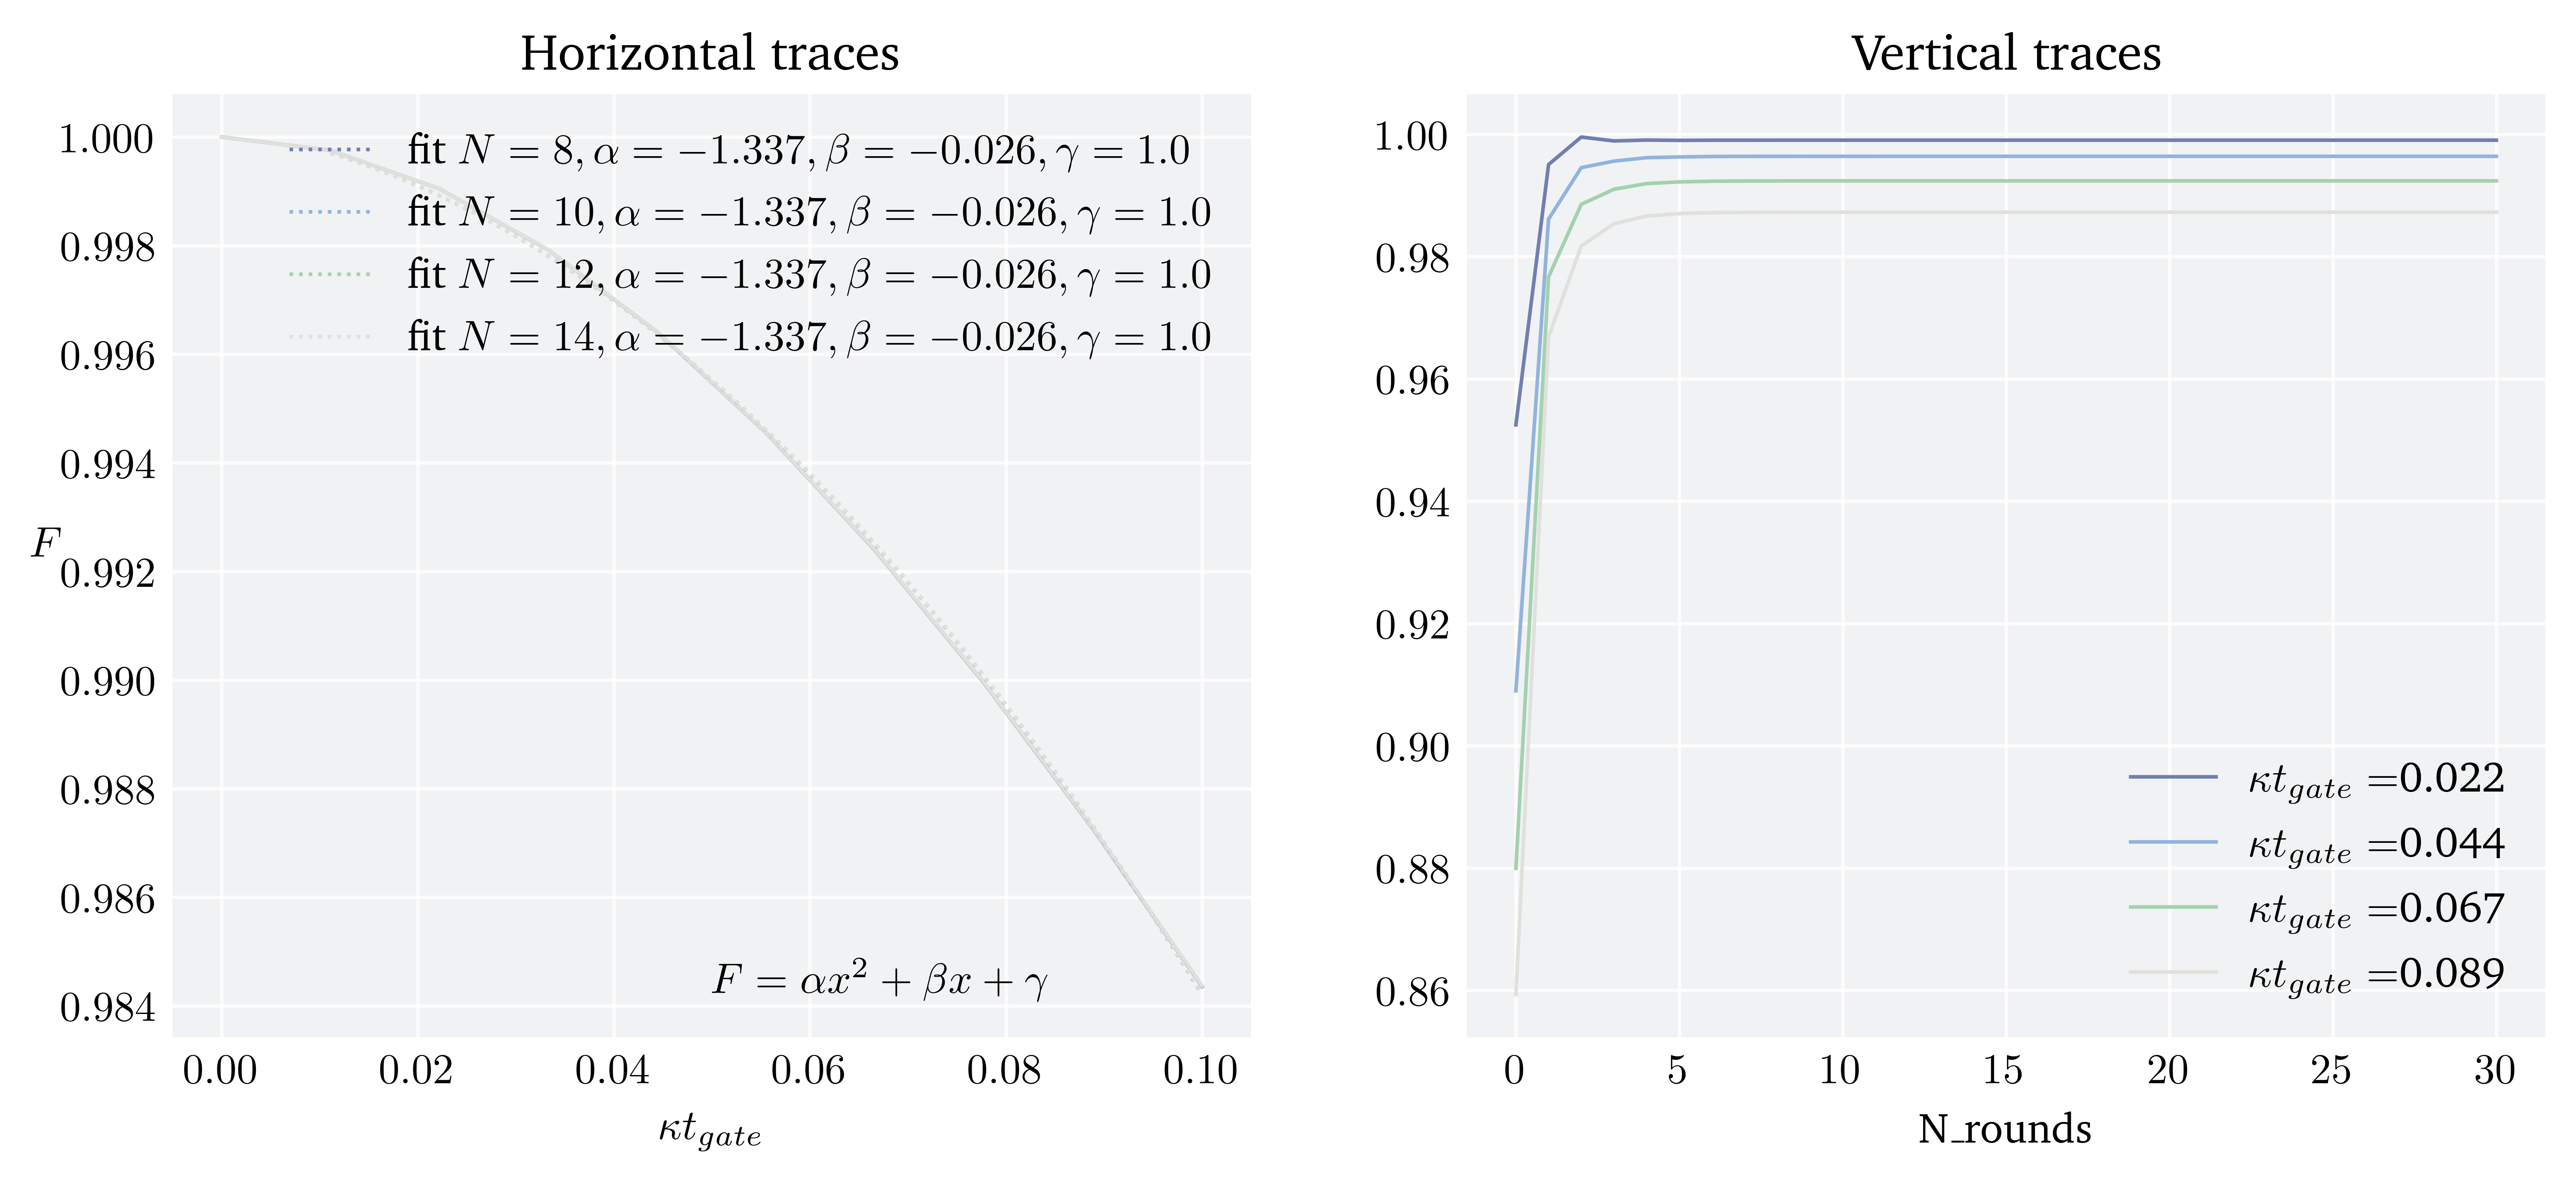 Horizontal traces
1.000
0.998
0.996
0.994
0.992
0.990
0.988
0.986
0.984
F
fit N = 8, α = −1.337, β = −0.026, γ = 1.0
fit N = 10, α = −1.337, β = −0.026, γ = 1.0
fit N = 12, α = −1.337, β = −0.026, γ = 1.0
fit N = 14, α = −1.337, β = −0.026, γ = 1.0
F = αx² + βx + γ
0.00 0.02 0.04 0.06 0.08 0.10
κt_gate
Vertical traces
1.00
0.98
0.96
0.94
0.92
0.90
0.88
0.86
κt_gate =0.022
κt_gate =0.044
κt_gate =0.067
κt_gate =0.089
0 5 10 15 20 25 30
N_rounds